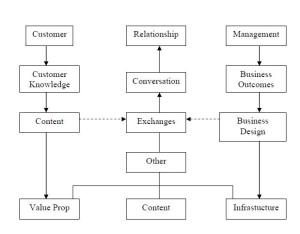 Customer
Relationship
Management
Customer
Knowledge
Conversation
Business
Outcomes
Content
Exchanges
Business
Design
Other
Value Prop
Content
Infrastucture